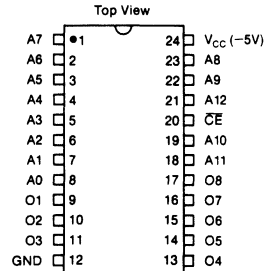 Top View
A7 1 24 V_CC (−5V)
A6 2 23 A8
A5 3 22 A9
A4 4 21 A12
A3 5 20 C̅E̅
A2 6 19 A10
A1 7 18 A11
A0 8 17 O8
O1 9 16 O7
O2 10 15 O6
O3 11 14 O5
GND 12 13 O4